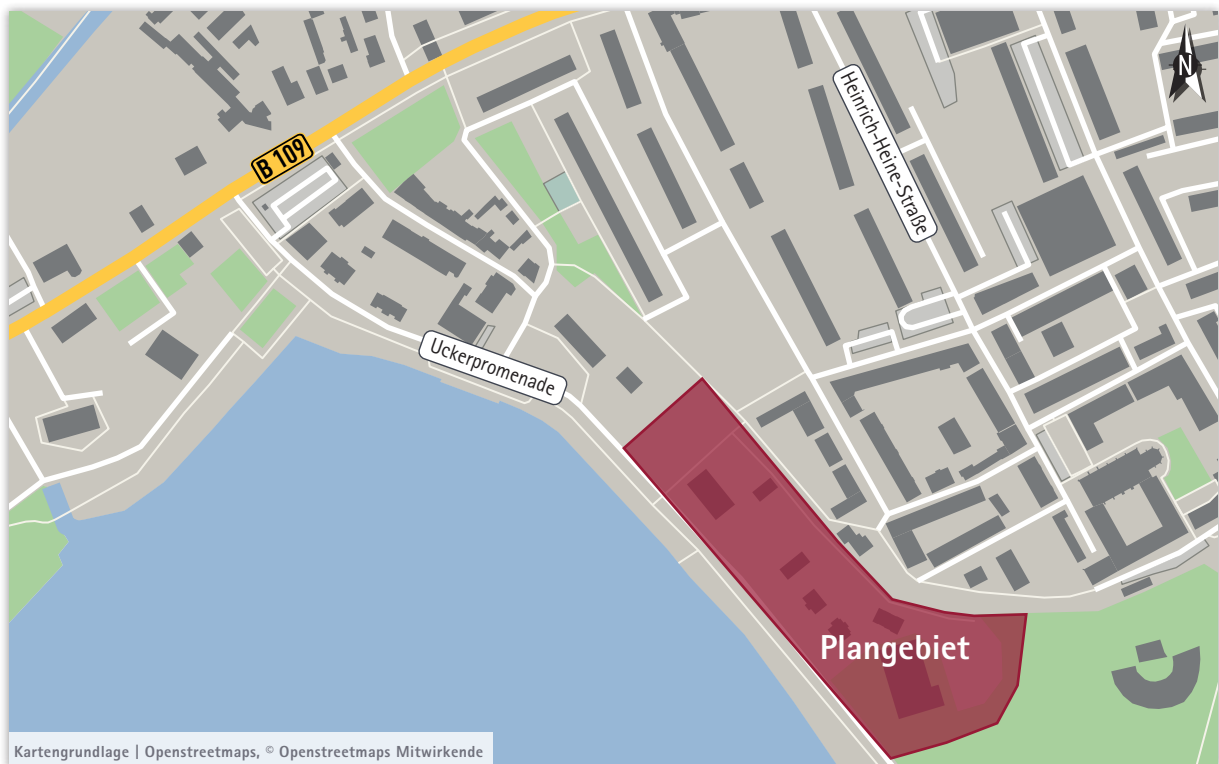 N
B 109
Heinrich-Heine-Straße
Uckerpromenade
Plangebiet
Kartengrundlage | Openstreetmaps, © Openstreetmaps Mitwirkende